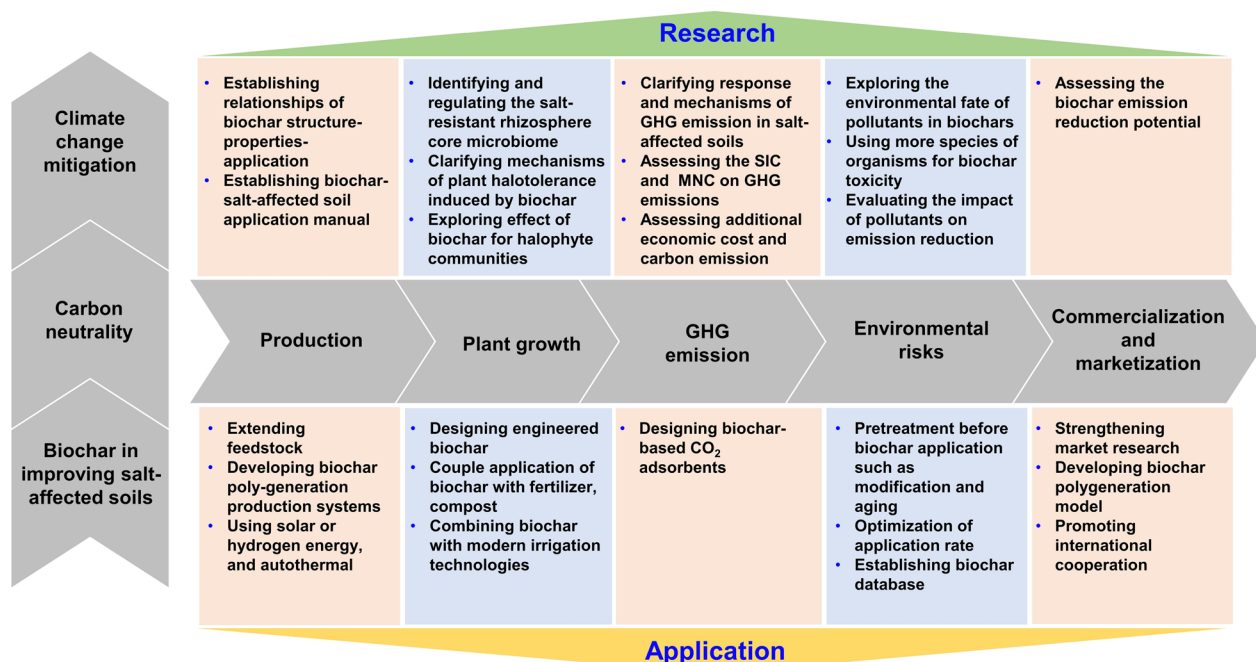 Research
Climate
change
mitigation
Carbon
neutrality
Biochar in
improving salt-
affected soils
• Establishing
relationships of
biochar structure-
properties-
application
• Establishing biochar-
salt-affected soil
application manual
• Identifying and
regulating the salt-
resistant rhizosphere
core microbiome
• Clarifying mechanisms
of plant halotolerance
induced by biochar
• Exploring effect of
biochar for halophyte
communities
• Clarifying response
and mechanisms of
GHG emission in salt-
affected soils
• Assessing the SIC
and MNC on GHG
emissions
• Assessing additional
economic cost and
carbon emission
• Exploring the
environmental fate of
pollutants in biochars
• Using more species of
organisms for biochar
toxicity
• Evaluating the impact
of pollutants on
emission reduction
• Assessing the
biochar emission
reduction potential
Production
Plant growth
GHG
emission
Environmental
risks
Commercialization
and
marketization
• Extending
feedstock
• Developing biochar
poly-generation
production systems
• Using solar or
hydrogen energy,
and autothermal
• Designing engineered
biochar
• Couple application of
biochar with fertilizer,
compost
• Combining biochar
with modern irrigation
technologies
• Designing biochar-
based CO₂
adsorbents
• Pretreatment before
biochar application
such as
modification and
aging
• Optimization of
application rate
• Establishing biochar
database
• Strengthening
market research
• Developing biochar
polygeneration
model
• Promoting
international
cooperation
Application